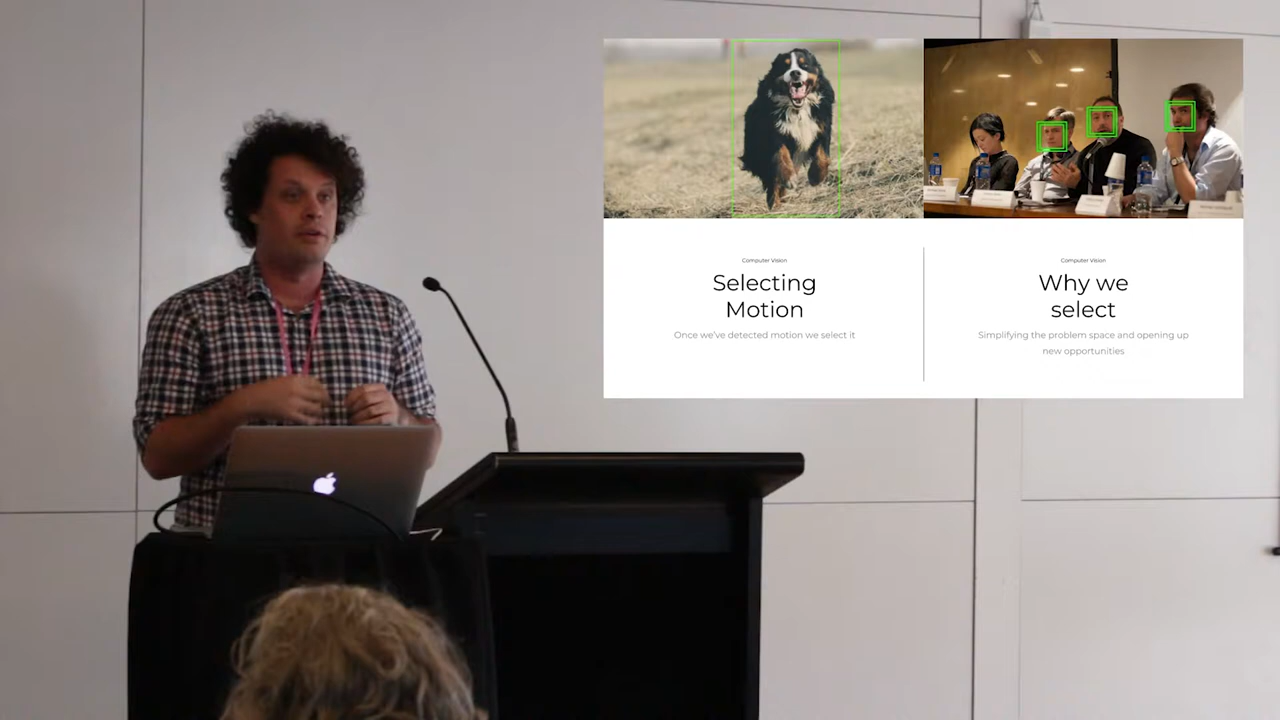 Computer Vision
Selecting
Motion
Once we've detected motion we select it
Computer Vision
Why we
select
Simplifying the problem space and opening up
new opportunities